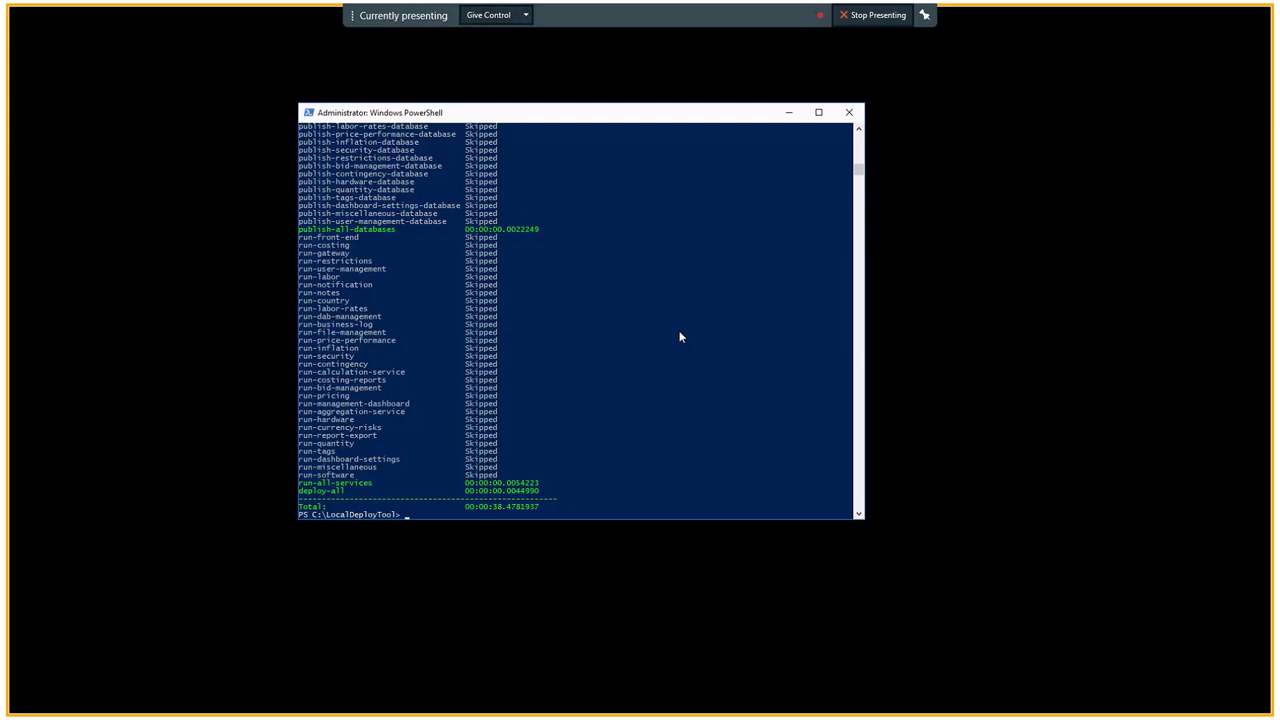 Currently presenting Give Control Stop Presenting
Administrator: Windows PowerShell
publish-labor-rates-database Skipped
publish-price-performance-database Skipped
publish-inflation-database Skipped
publish-security-database Skipped
publish-restrictions-database Skipped
publish-bid-management-database Skipped
publish-contingency-database Skipped
publish-hardware-database Skipped
publish-quantity-database Skipped
publish-tags-database Skipped
publish-dashboard-settings-database Skipped
publish-miscellaneous-database Skipped
publish-user-management-database Skipped
publish-all-databases 00:00:00.0022249
run-front-end Skipped
run-costing Skipped
run-gateway Skipped
run-restrictions Skipped
run-user-management Skipped
run-labor Skipped
run-notification Skipped
run-notes Skipped
run-country Skipped
run-labor-rates Skipped
run-dab-management Skipped
run-business-log Skipped
run-file-management Skipped
run-price-performance Skipped
run-inflation Skipped
run-security Skipped
run-contingency Skipped
run-calculation-service Skipped
run-costing-reports Skipped
run-bid-management Skipped
run-pricing Skipped
run-management-dashboard Skipped
run-aggregation-service Skipped
run-hardware Skipped
run-currency-risks Skipped
run-report-export Skipped
run-quantity Skipped
run-tags Skipped
run-dashboard-settings Skipped
run-miscellaneous Skipped
run-software Skipped
run-all-services 00:00:00.0054223
deploy-all 00:00:00.0044990
--------------------------------------------------------
Total: 00:00:38.4781937
PS C:\LocalDeployTool> _